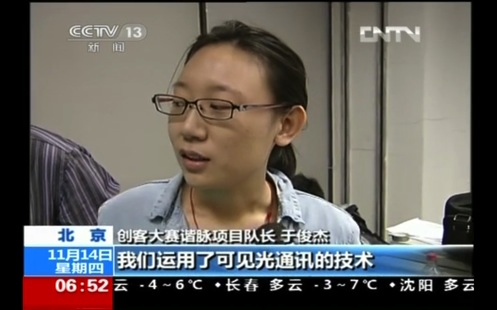 CCTV 13
新闻
CNTV
北京
创客大赛谐脉项目队长 于俊杰
11月14日
星期四
我们运用了可见光通讯的技术
06:52
云 -4~6℃ ·长春 多云 -3~7℃ ·沈阳 多云